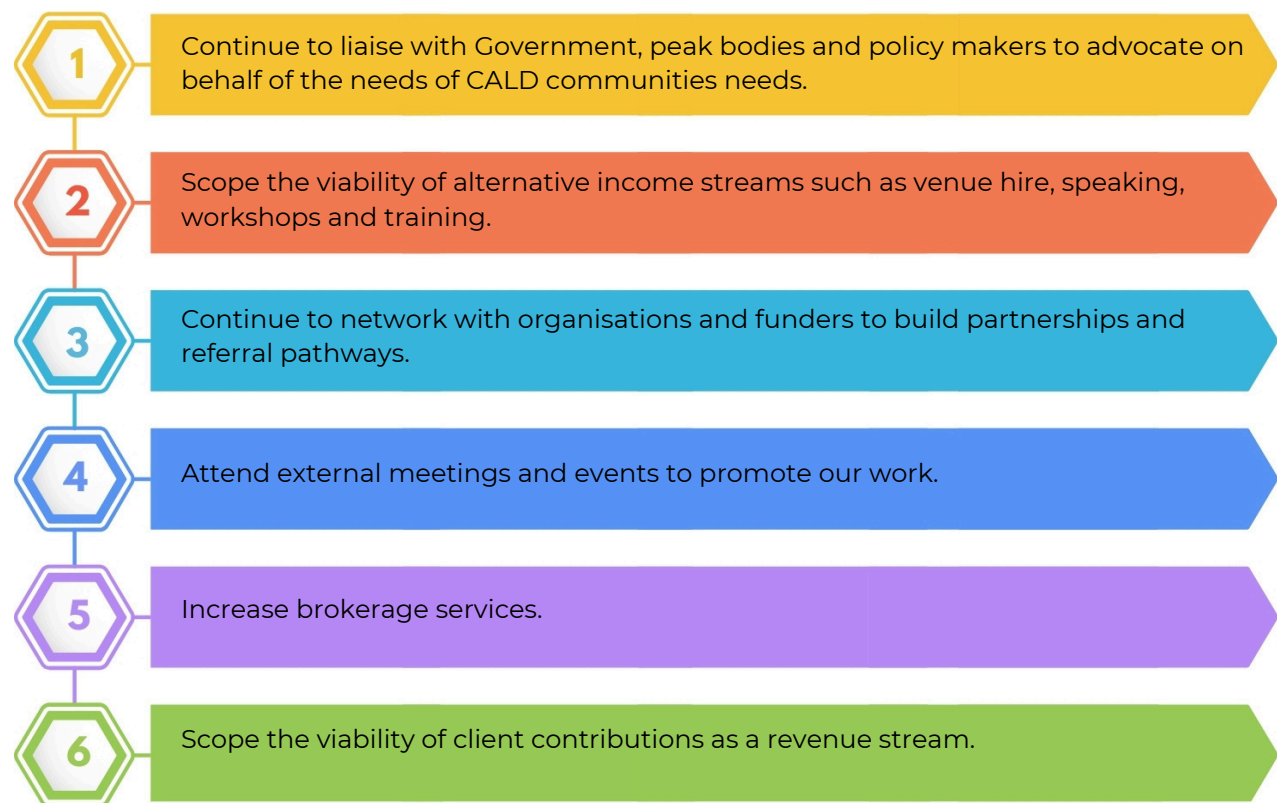 1
Continue to liaise with Government, peak bodies and policy makers to advocate on
behalf of the needs of CALD communities needs.
2
Scope the viability of alternative income streams such as venue hire, speaking,
workshops and training.
3
Continue to network with organisations and funders to build partnerships and
referral pathways.
4
Attend external meetings and events to promote our work.
5
Increase brokerage services.
6
Scope the viability of client contributions as a revenue stream.